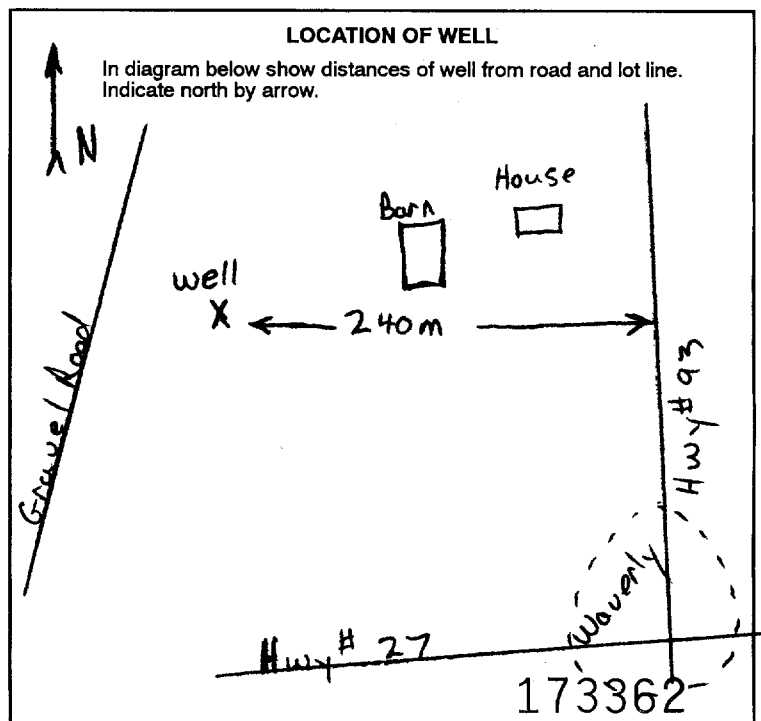 LOCATION OF WELL
In diagram below show distances of well from road and lot line.
Indicate north by arrow.
N
House
Barn
well
X
240m
Gravel Road
Hwy #93
Waverly
Hwy # 27
173362